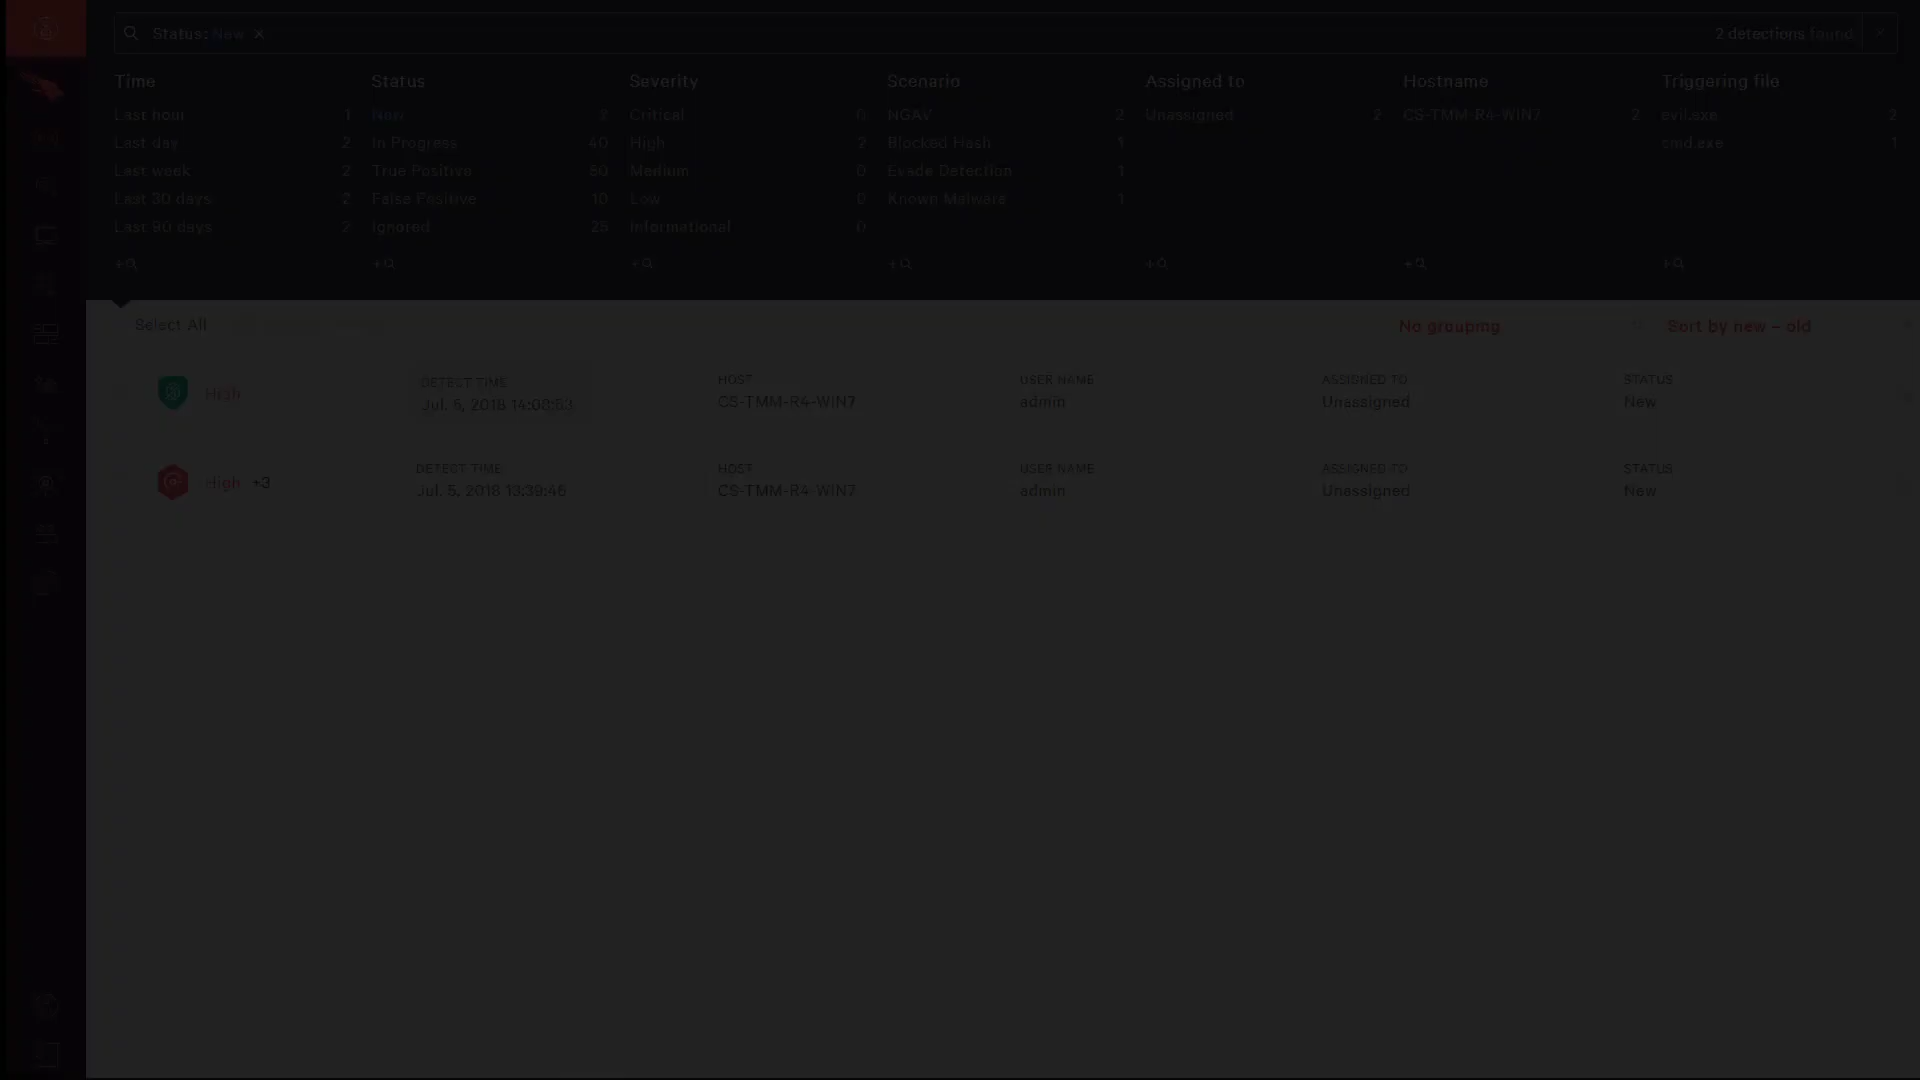 Status: New
2 detections found
Time
Last hour 1
Last day 2
Last week 2
Last 30 days 2
Last 90 days 2
Status
New 2
In Progress 40
True Positive 50
False Positive 10
Ignored 25
Severity
Critical 0
High 2
Medium 0
Low 0
Informational 0
Scenario
NGAV 2
Blocked Hash 1
Evade Detection 1
Known Malware 1
Assigned to
Unassigned 2
Hostname
CS-TMM-R4-WIN7 2
Triggering file
evil.exe 2
cmd.exe 1
Select All
No grouping
Sort by new - old
High
DETECT TIME
Jul. 5, 2018 14:08:53
HOST
CS-TMM-R4-WIN7
USER NAME
admin
ASSIGNED TO
Unassigned
STATUS
New
High +3
DETECT TIME
Jul. 5, 2018 13:39:46
HOST
CS-TMM-R4-WIN7
USER NAME
admin
ASSIGNED TO
Unassigned
STATUS
New